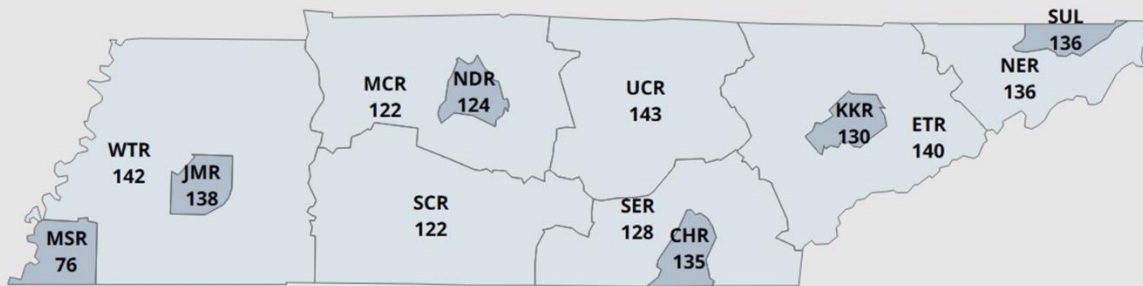 SUL
136
NER
136
MCR
122
NDR
124
UCR
143
KKR
130
ETR
140
WTR
142
JMR
138
SCR
122
SER
128
CHR
135
MSR
76